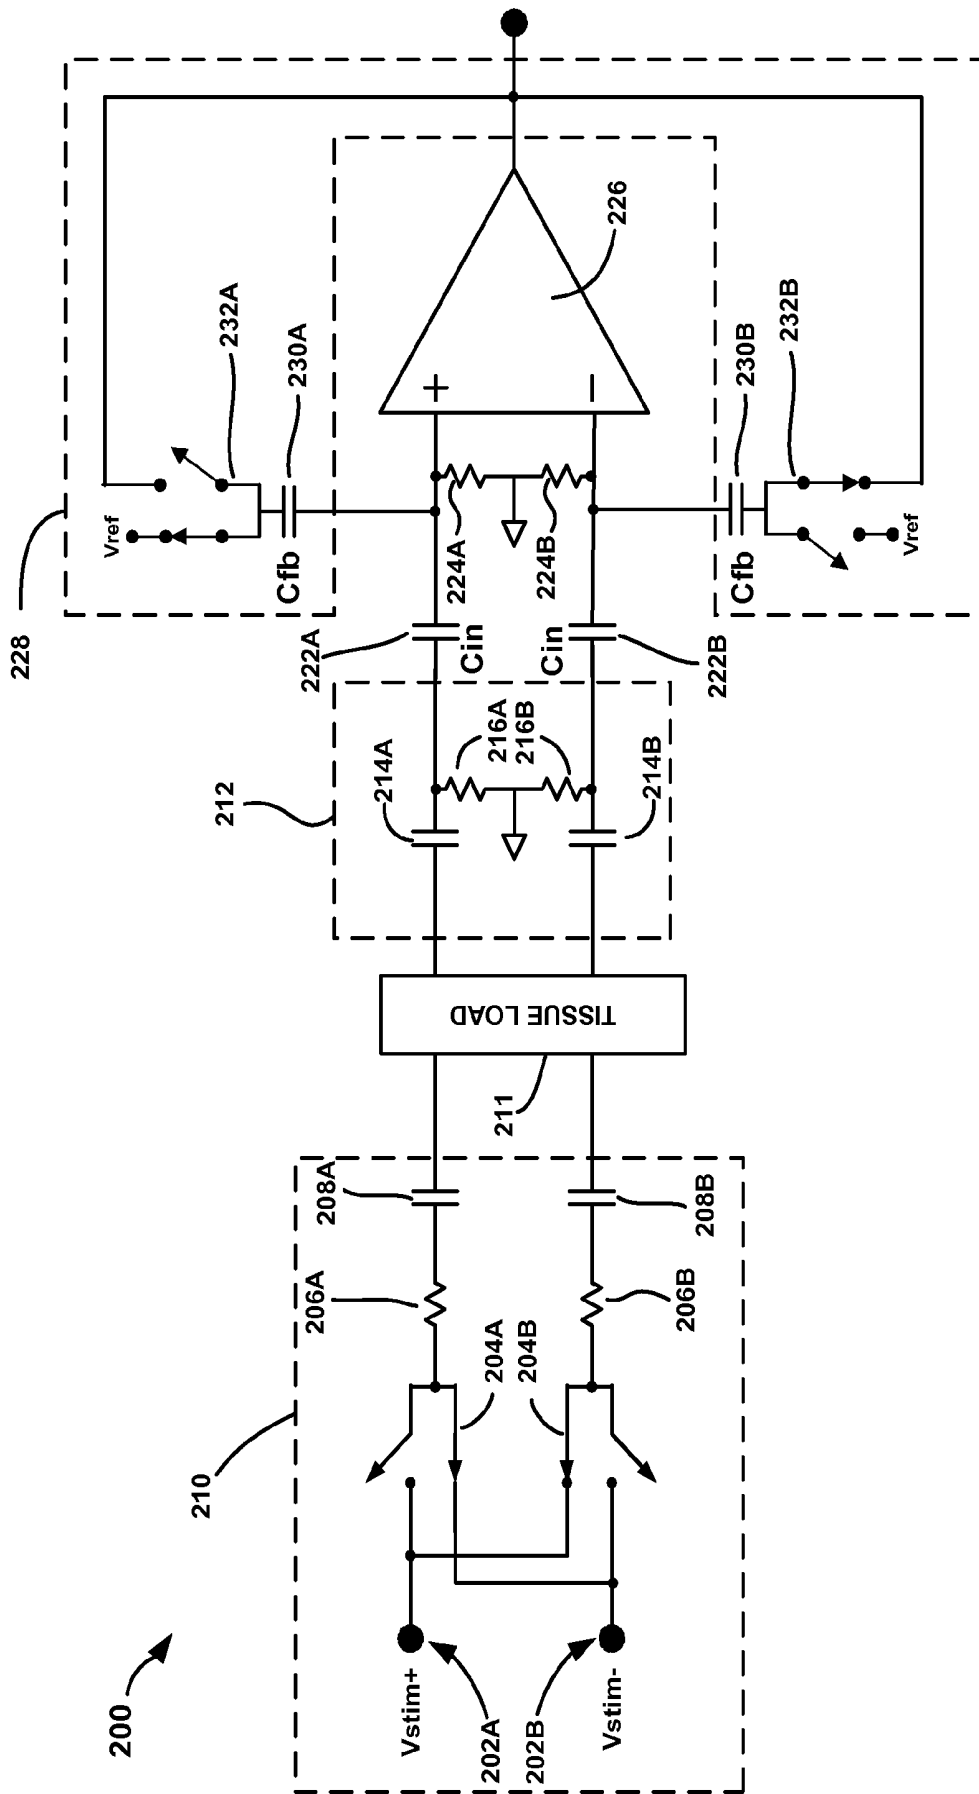 200
210
Vstim+
202A
202B
Vstim-
204A
204B
206A
206B
208A
208B
211
TISSUE LOAD
212
214A
216A
216B
214B
222A
Cin
Cin
222B
224A
224B
226
228
Vref
232A
230A
Cfb
Cfb
230B
232B
Vref